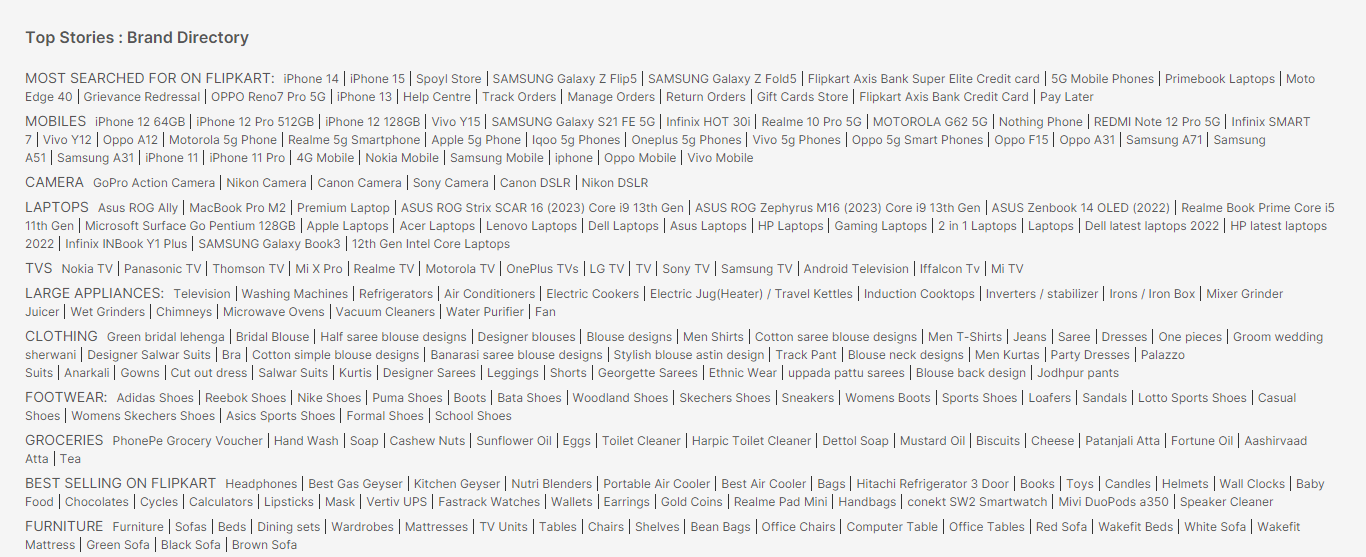 Top Stories : Brand Directory
MOST SEARCHED FOR ON FLIPKART: iPhone 14 | iPhone 15 | Spoyl Store | SAMSUNG Galaxy Z Flip5 | SAMSUNG Galaxy Z Fold5 | Flipkart Axis Bank Super Elite Credit card | 5G Mobile Phones | Primebook Laptops | Moto
Edge 40 | Grievance Redressal | OPPO Reno7 Pro 5G | iPhone 13 | Help Centre | Track Orders | Manage Orders | Return Orders | Gift Cards Store | Flipkart Axis Bank Credit Card | Pay Later
MOBILES iPhone 12 64GB | iPhone 12 Pro 512GB | iPhone 12 128GB | Vivo Y15 | SAMSUNG Galaxy S21 FE 5G | Infinix HOT 30i | Realme 10 Pro 5G | MOTOROLA G62 5G | Nothing Phone | REDMI Note 12 Pro 5G | Infinix SMART
7 | Vivo Y12 | Oppo A12 | Motorola 5g Phone | Realme 5g Smartphone | Apple 5g Phone | Iqoo 5g Phones | Oneplus 5g Phones | Vivo 5g Phones | Oppo 5g Smart Phones | Oppo F15 | Oppo A31 | Samsung A71 | Samsung
A51 | Samsung A31 | iPhone 11 | iPhone 11 Pro | 4G Mobile | Nokia Mobile | Samsung Mobile | iphone | Oppo Mobile | Vivo Mobile
CAMERA GoPro Action Camera | Nikon Camera | Canon Camera | Sony Camera | Canon DSLR | Nikon DSLR
LAPTOPS Asus ROG Ally | MacBook Pro M2 | Premium Laptop | ASUS ROG Strix SCAR 16 (2023) Core i9 13th Gen | ASUS ROG Zephyrus M16 (2023) Core i9 13th Gen | ASUS Zenbook 14 OLED (2022) | Realme Book Prime Core i5
11th Gen | Microsoft Surface Go Pentium 128GB | Apple Laptops | Acer Laptops | Lenovo Laptops | Dell Laptops | Asus Laptops | HP Laptops | Gaming Laptops | 2 in 1 Laptops | Laptops | Dell latest laptops 2022 | HP latest laptops
2022 | Infinix INBook Y1 Plus | SAMSUNG Galaxy Book3 | 12th Gen Intel Core Laptops
TVS Nokia TV | Panasonic TV | Thomson TV | Mi X Pro | Realme TV | Motorola TV | OnePlus TVs | LG TV | TV | Sony TV | Samsung TV | Android Television | Iffalcon Tv | Mi TV
LARGE APPLIANCES: Television | Washing Machines | Refrigerators | Air Conditioners | Electric Cookers | Electric Jug(Heater) / Travel Kettles | Induction Cooktops | Inverters / stabilizer | Irons / Iron Box | Mixer Grinder
Juicer | Wet Grinders | Chimneys | Microwave Ovens | Vacuum Cleaners | Water Purifier | Fan
CLOTHING Green bridal lehenga | Bridal Blouse | Half saree blouse designs | Designer blouses | Blouse designs | Men Shirts | Cotton saree blouse designs | Men T-Shirts | Jeans | Saree | Dresses | One pieces | Groom wedding
sherwani | Designer Salwar Suits | Bra | Cotton simple blouse designs | Banarasi saree blouse designs | Stylish blouse astin design | Track Pant | Blouse neck designs | Men Kurtas | Party Dresses | Palazzo
Suits | Anarkali | Gowns | Cut out dress | Salwar Suits | Kurtis | Designer Sarees | Leggings | Shorts | Georgette Sarees | Ethnic Wear | uppada pattu sarees | Blouse back design | Jodhpur pants
FOOTWEAR: Adidas Shoes | Reebok Shoes | Nike Shoes | Puma Shoes | Boots | Bata Shoes | Woodland Shoes | Skechers Shoes | Sneakers | Womens Boots | Sports Shoes | Loafers | Sandals | Lotto Sports Shoes | Casual
Shoes | Womens Skechers Shoes | Asics Sports Shoes | Formal Shoes | School Shoes
GROCERIES PhonePe Grocery Voucher | Hand Wash | Soap | Cashew Nuts | Sunflower Oil | Eggs | Toilet Cleaner | Harpic Toilet Cleaner | Dettol Soap | Mustard Oil | Biscuits | Cheese | Patanjali Atta | Fortune Oil | Aashirvaad
Atta | Tea
BEST SELLING ON FLIPKART Headphones | Best Gas Geyser | Kitchen Geyser | Nutri Blenders | Portable Air Cooler | Best Air Cooler | Bags | Hitachi Refrigerator 3 Door | Books | Toys | Candles | Helmets | Wall Clocks | Baby
Food | Chocolates | Cycles | Calculators | Lipsticks | Mask | Vertiv UPS | Fastrack Watches | Wallets | Earrings | Gold Coins | Realme Pad Mini | Handbags | conekt SW2 Smartwatch | Mivi DuoPods a350 | Speaker Cleaner
FURNITURE Furniture | Sofas | Beds | Dining sets | Wardrobes | Mattresses | TV Units | Tables | Chairs | Shelves | Bean Bags | Office Chairs | Computer Table | Office Tables | Red Sofa | Wakefit Beds | White Sofa | Wakefit
Mattress | Green Sofa | Black Sofa | Brown Sofa